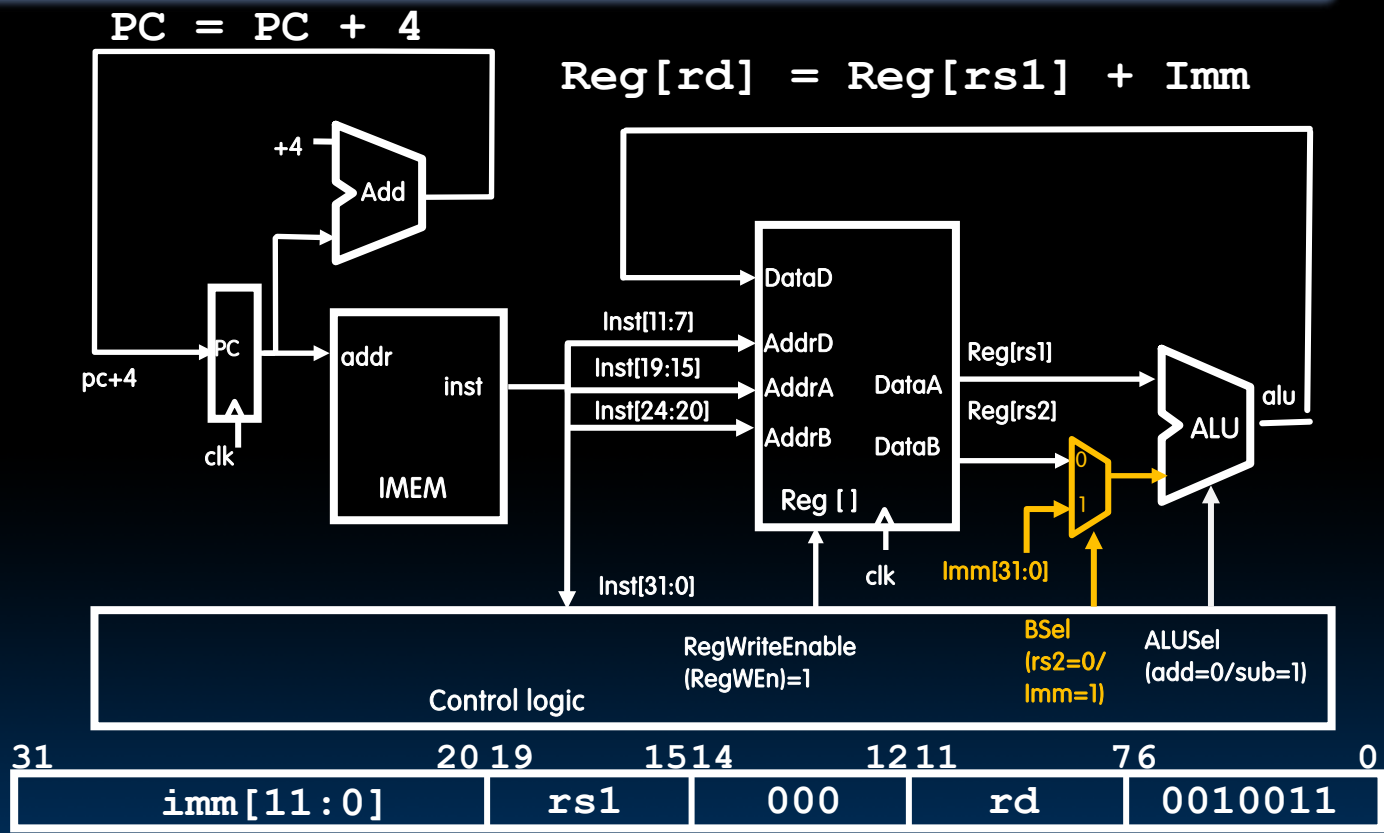 PC = PC + 4
Reg[rd] = Reg[rs1] + Imm
+4
Add
DataD
Inst[11:7]
PC
addr
AddrD
Reg[rs1]
pc+4
Inst[19:15]
inst
AddrA
DataA
alu
Inst[24:20]
Reg[rs2]
AddrB
DataB
ALU
clk
0
IMEM
Reg [ ]
1
clk
Imm[31:0]
Inst[31:0]
RegWriteEnable
(RegWEn)=1
BSel
(rs2=0/
Imm=1)
ALUSel
(add=0/sub=1)
Control logic
31 20 19 15 14 12 11 7 6 0
imm[11:0] rs1 000 rd 0010011